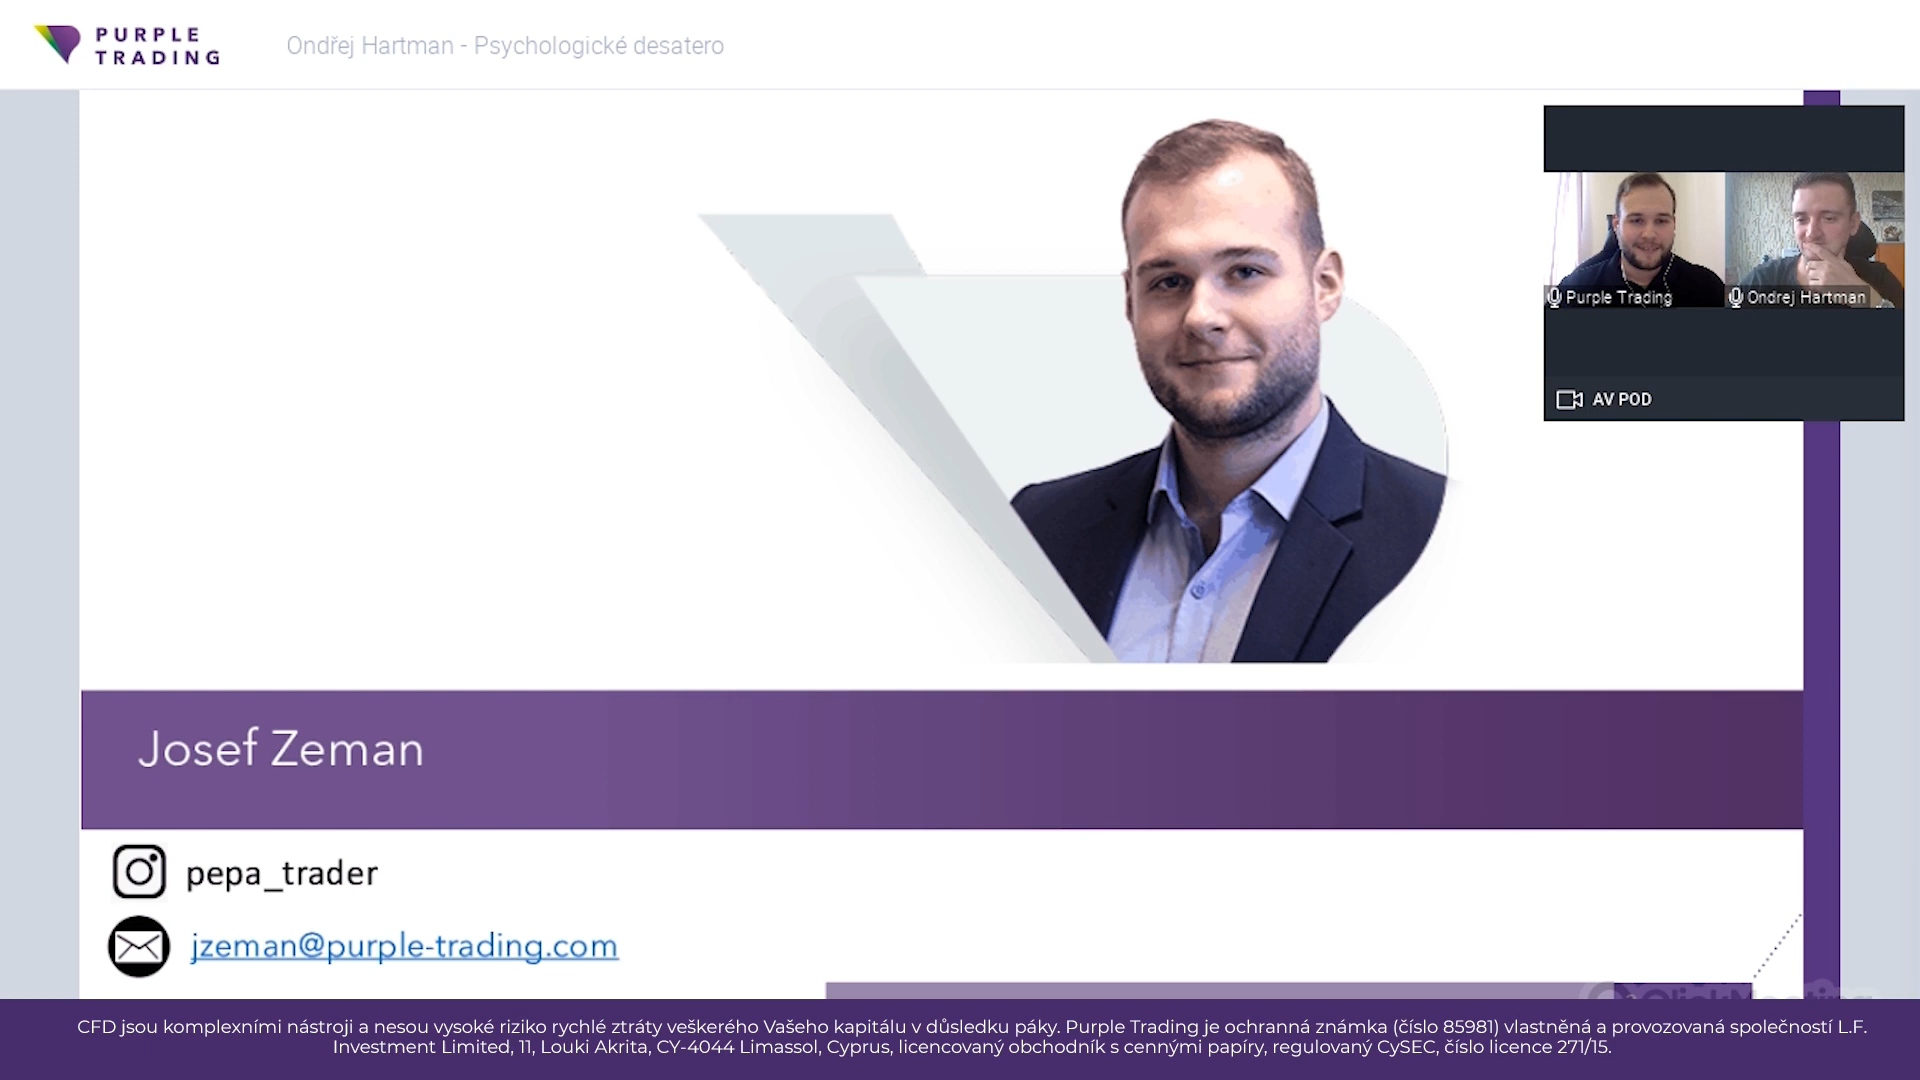 PURPLE
TRADING
Ondřej Hartman - Psychologické desatero
Purple Trading
Ondrej Hartman
AV POD
Josef Zeman
pepa_trader
jzeman@purple-trading.com
CFD jsou komplexními nástroji a nesou vysoké riziko rychlé ztráty veškerého Vašeho kapitálu v důsledku páky. Purple Trading je ochranná známka (číslo 85981) vlastněná a provozovaná společností L.F.
Investment Limited, 11, Louki Akrita, CY-4044 Limassol, Cyprus, licencovaný obchodník s cennými papíry, regulovaný CySEC, číslo licence 271/15.